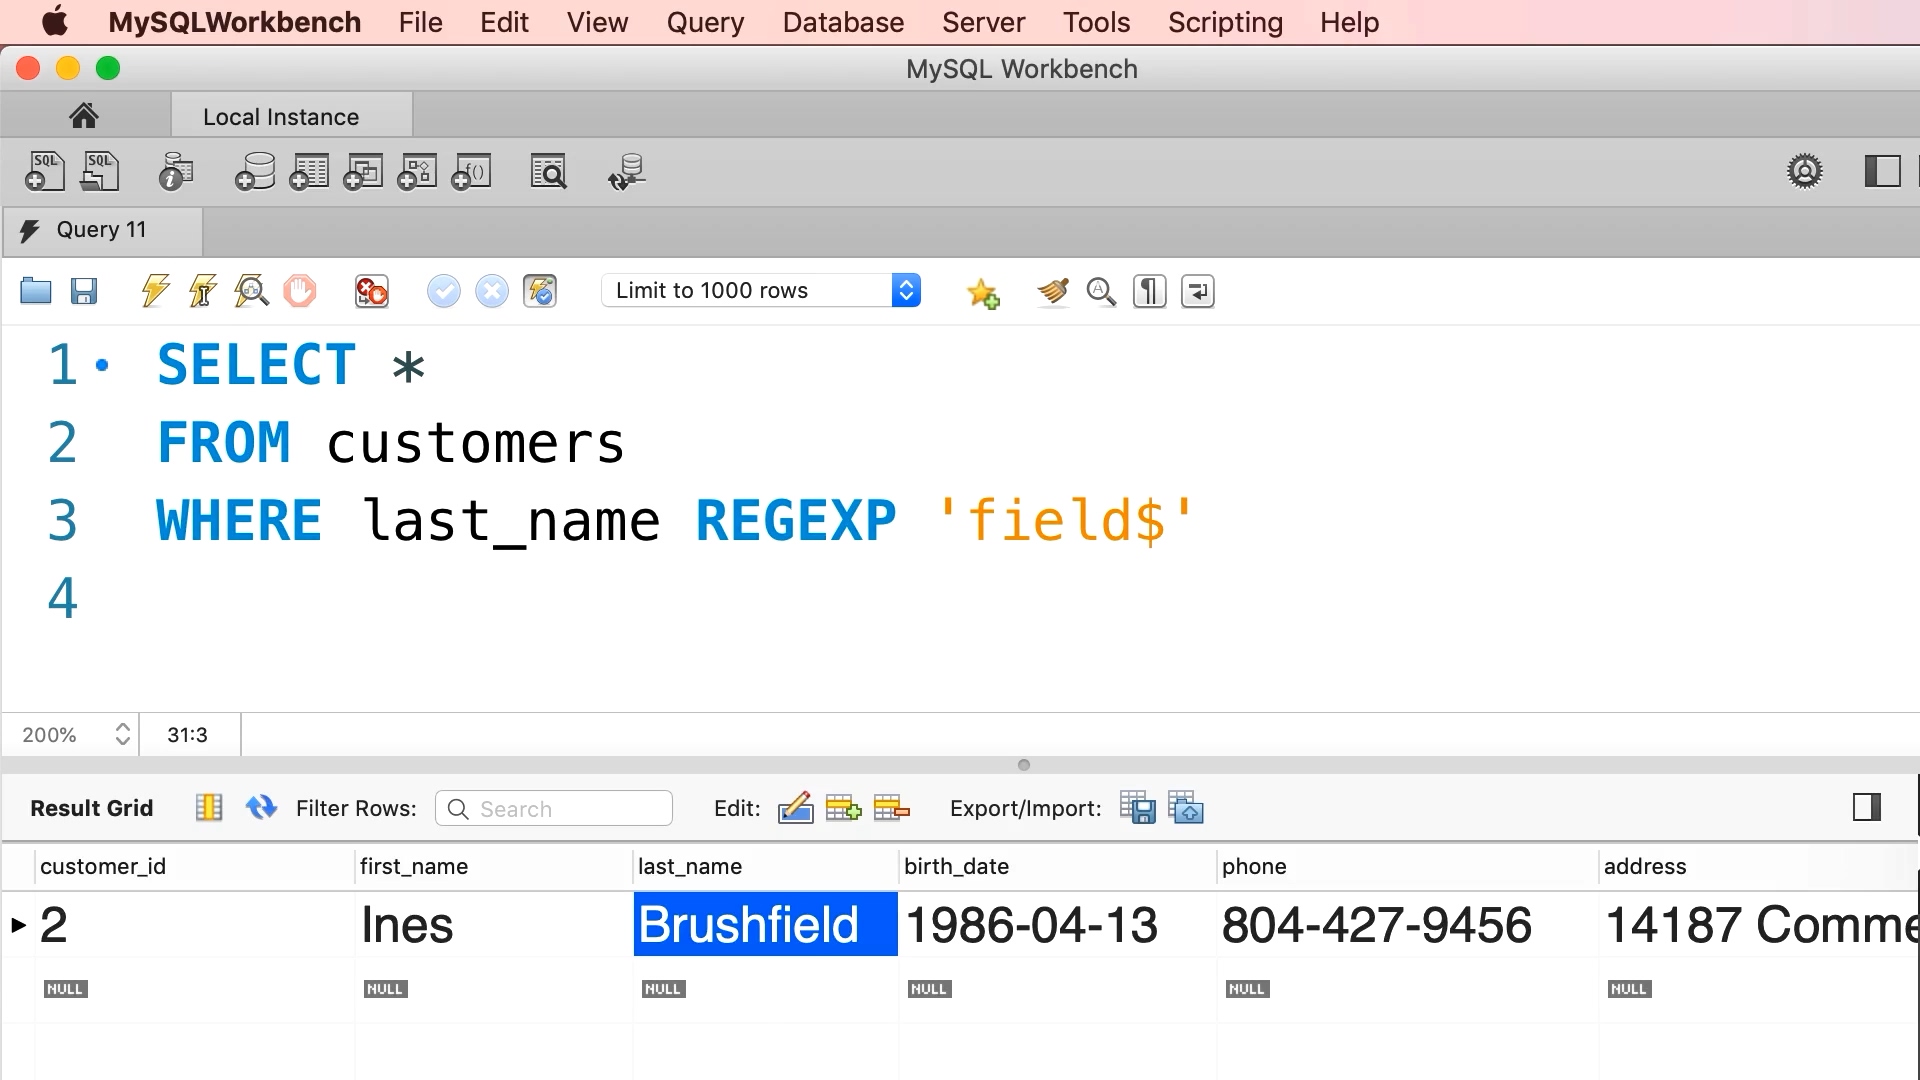 MySQLWorkbench File Edit View Query Database Server Tools Scripting Help
MySQL Workbench
Local Instance
SQL SQL
Query 11
Limit to 1000 rows
1 SELECT *
2 FROM customers
3 WHERE last_name REGEXP 'field$'
4
200% 31:3
Result Grid Filter Rows: Search Edit: Export/Import:
customer_id first_name last_name birth_date phone address
2 Ines Brushfield 1986-04-13 804-427-9456 14187 Comme
NULL NULL NULL NULL NULL NULL